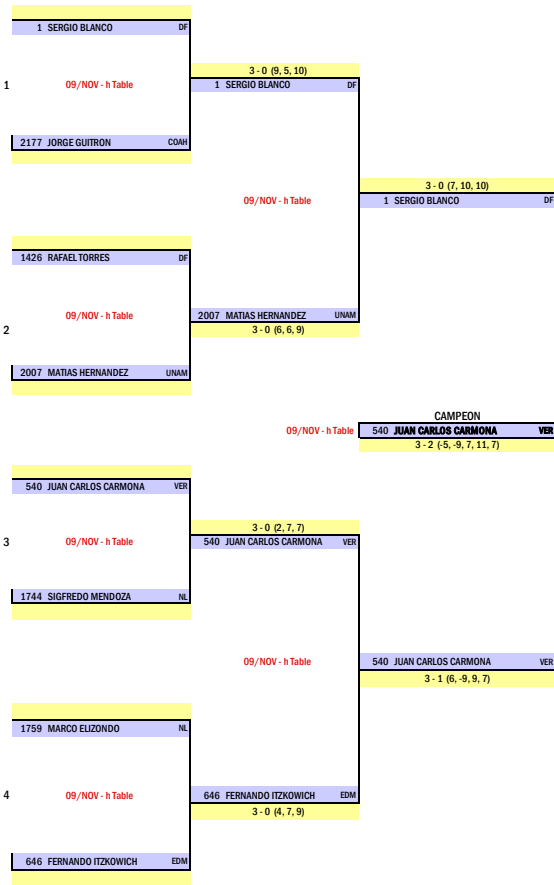 1 SERGIO BLANCO DF
3 - 0 (9, 5, 10)
1 09/NOV - h Table
1 SERGIO BLANCO DF
2177 JORGE GUITRON COAH
3 - 0 (7, 10, 10)
09/NOV - h Table
1 SERGIO BLANCO DF
1426 RAFAEL TORRES DF
09/NOV - h Table
2007 MATIAS HERNANDEZ UNAM
2
3 - 0 (6, 6, 9)
2007 MATIAS HERNANDEZ UNAM
CAMPEON
09/NOV - h Table
540 JUAN CARLOS CARMONA VER
3 - 2 (-5, -9, 7, 11, 7)
540 JUAN CARLOS CARMONA VER
3 - 0 (2, 7, 7)
3 09/NOV - h Table
540 JUAN CARLOS CARMONA VER
1744 SIGFREDO MENDOZA NL
09/NOV - h Table
540 JUAN CARLOS CARMONA VER
3 - 1 (6, -9, 9, 7)
1759 MARCO ELIZONDO NL
4 09/NOV - h Table
646 FERNANDO ITZKOWICH EDM
3 - 0 (4, 7, 9)
646 FERNANDO ITZKOWICH EDM